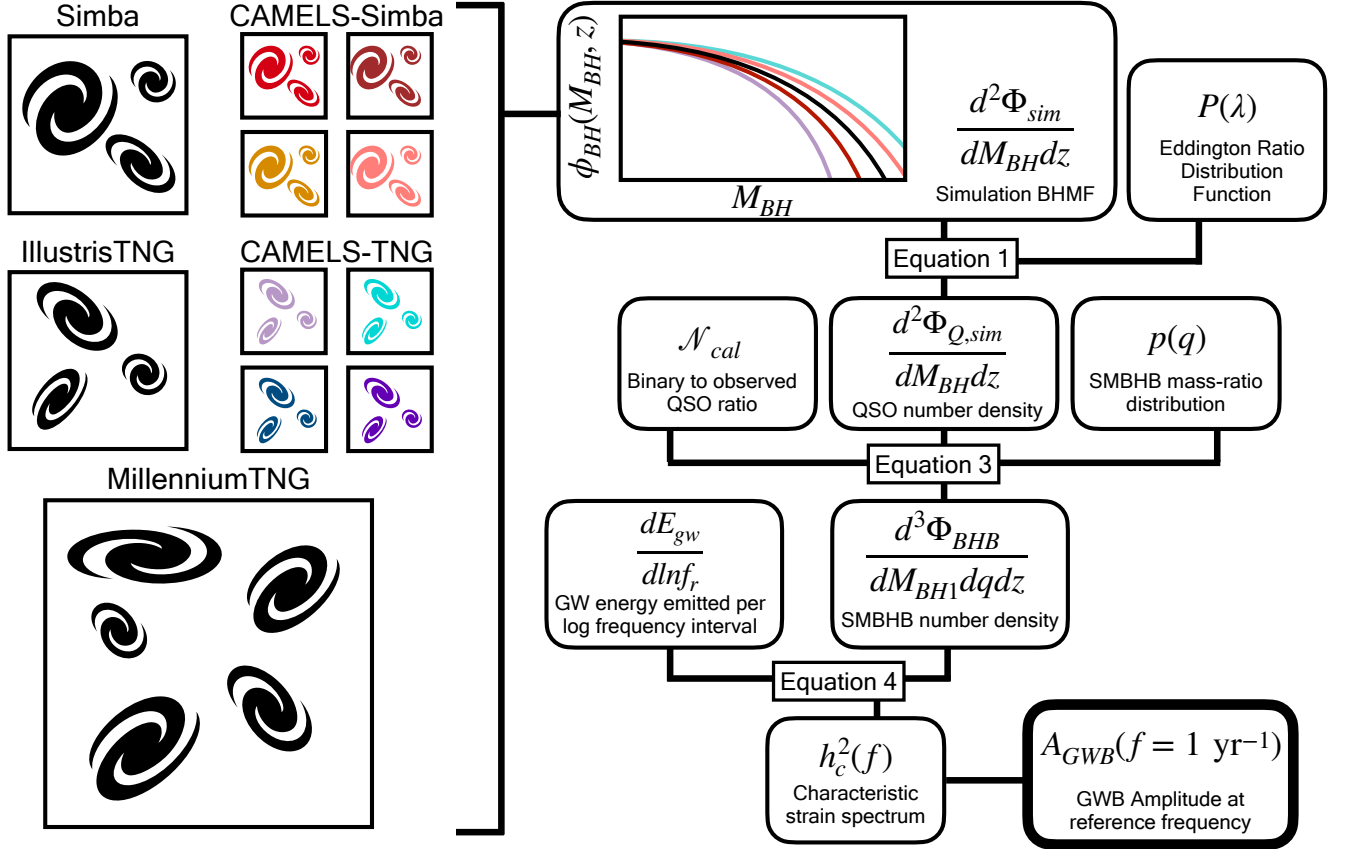 Simba
CAMELS-Simba
IllustrisTNG
CAMELS-TNG
MillenniumTNG
ϕ_BH(M_BH, z)
M_BH
d²Φ_sim
dM_BH dz
Simulation BHMF
P(λ)
Eddington Ratio
Distribution
Function
Equation 1
𝒩_cal
Binary to observed
QSO ratio
d²Φ_Q,sim
dM_BH dz
QSO number density
p(q)
SMBHB mass-ratio
distribution
Equation 3
dE_gw
dlnf_r
GW energy emitted per
log frequency interval
d³Φ_BHB
dM_BH1 dqdz
SMBHB number density
Equation 4
h_c²(f)
Characteristic
strain spectrum
A_GWB(f = 1 yr⁻¹)
GWB Amplitude at
reference frequency